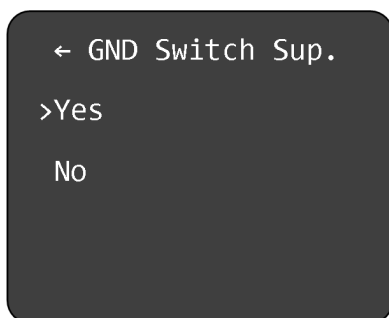 ← GND Switch Sup.
>Yes
No